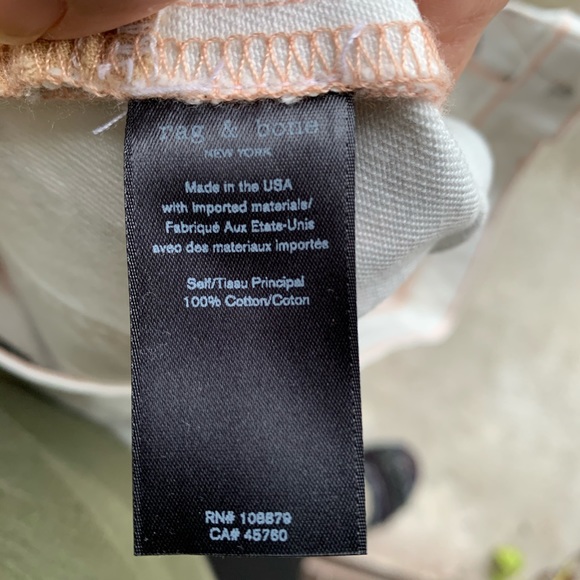 rag & bone
NEW YORK
Made in the USA
with imported materials/
Fabriqué Aux Etats-Unis
avec des materiaux importés
Self/Tissu Principal
100% Cotton/Coton
RN# 108879
CA# 45760